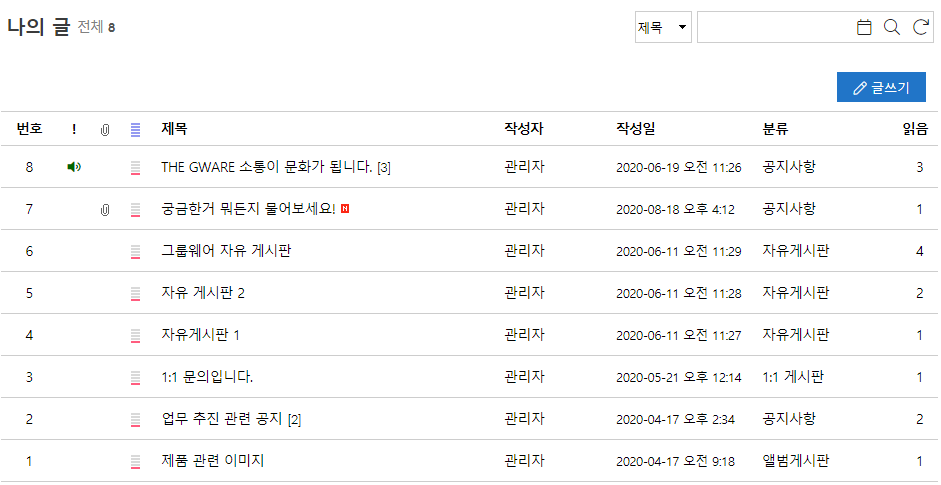 나의 글 전체 8
제목
글쓰기
번호 ! 제목 작성자 작성일 분류 읽음
8 THE GWARE 소통이 문화가 됩니다. [3] 관리자 2020-06-19 오전 11:26 공지사항 3
7 궁금한거 뭐든지 물어보세요! N 관리자 2020-08-18 오후 4:12 공지사항 1
6 그룹웨어 자유 게시판 관리자 2020-06-11 오전 11:29 자유게시판 4
5 자유 게시판 2 관리자 2020-06-11 오전 11:28 자유게시판 2
4 자유게시판 1 관리자 2020-06-11 오전 11:27 자유게시판 1
3 1:1 문의입니다. 관리자 2020-05-21 오후 12:14 1:1 게시판 1
2 업무 추진 관련 공지 [2] 관리자 2020-04-17 오후 2:34 공지사항 2
1 제품 관련 이미지 관리자 2020-04-17 오전 9:18 앨범게시판 1